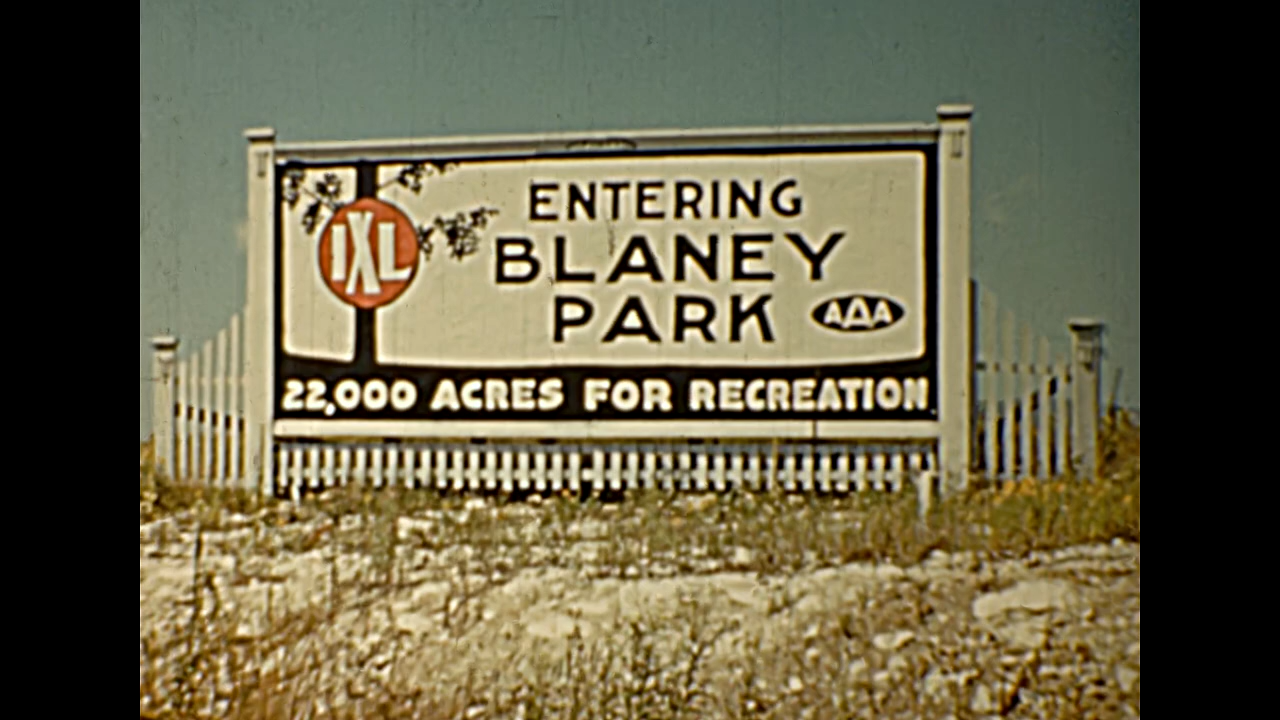 IXL
ENTERING
BLANEY
PARK
AAA
22,000 ACRES FOR RECREATION